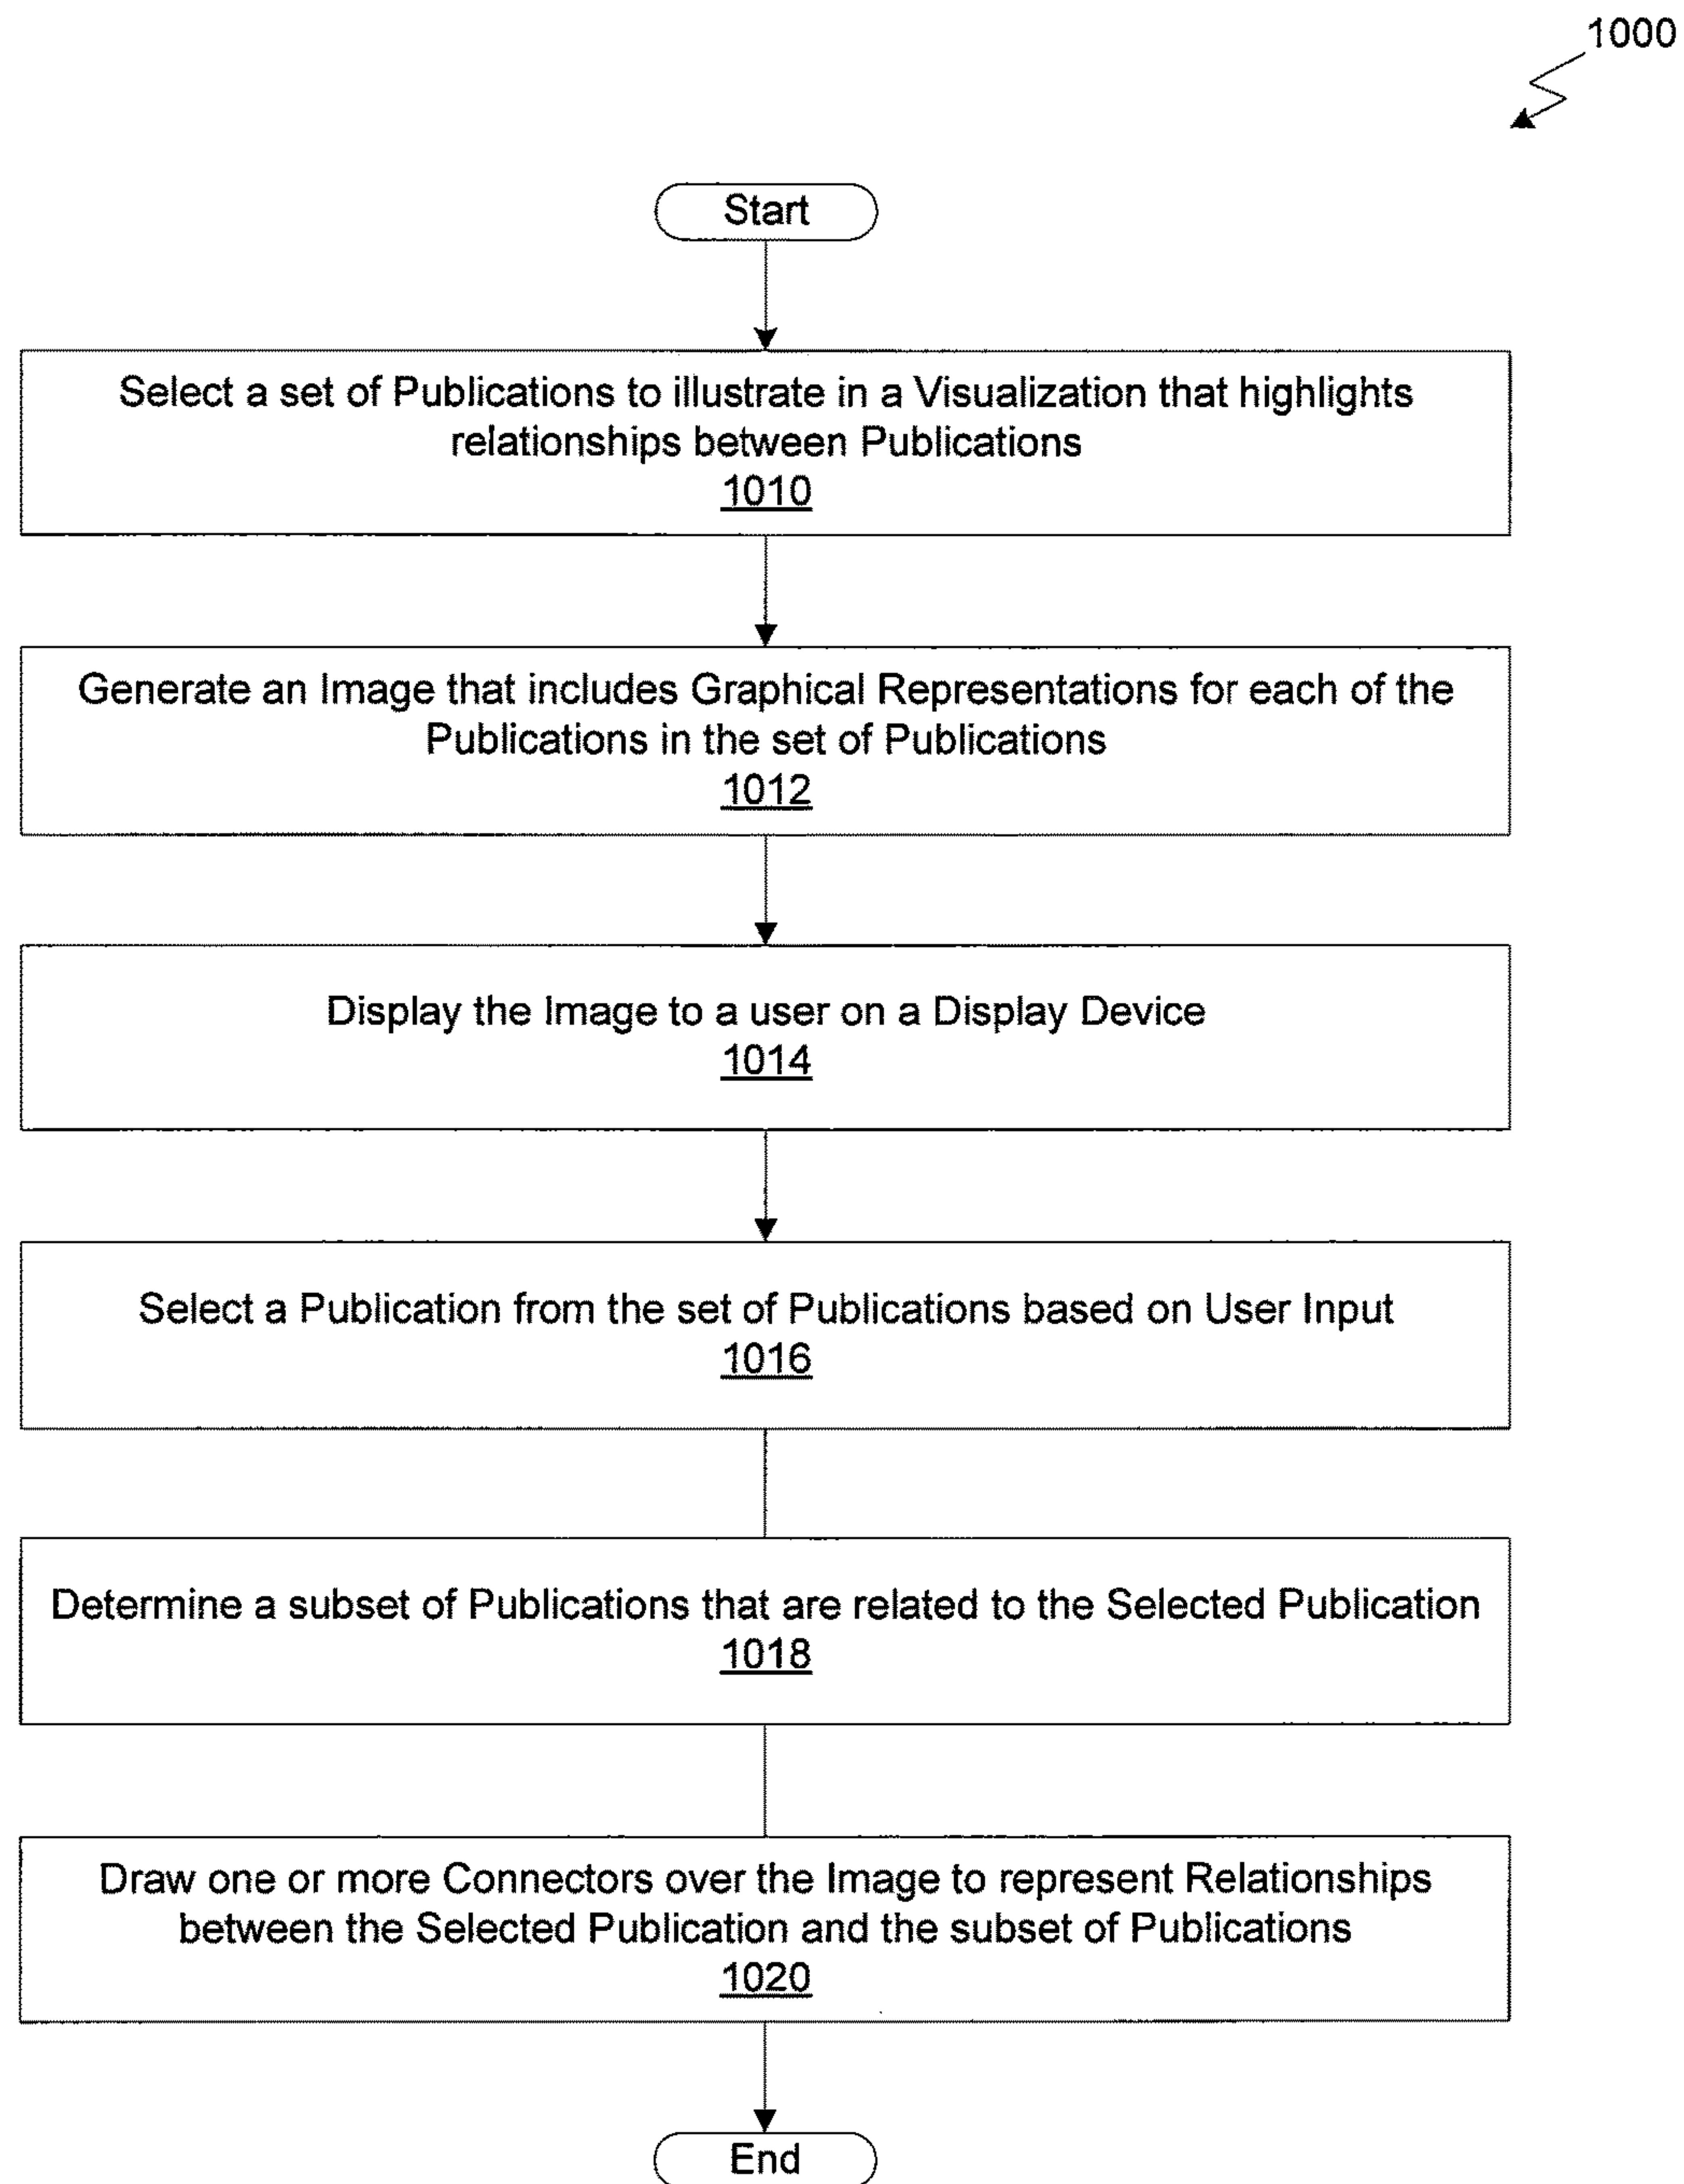 1000
Start
Select a set of Publications to illustrate in a Visualization that highlights
relationships between Publications
1010
Generate an Image that includes Graphical Representations for each of the
Publications in the set of Publications
1012
Display the Image to a user on a Display Device
1014
Select a Publication from the set of Publications based on User Input
1016
Determine a subset of Publications that are related to the Selected Publication
1018
Draw one or more Connectors over the Image to represent Relationships
between the Selected Publication and the subset of Publications
1020
End